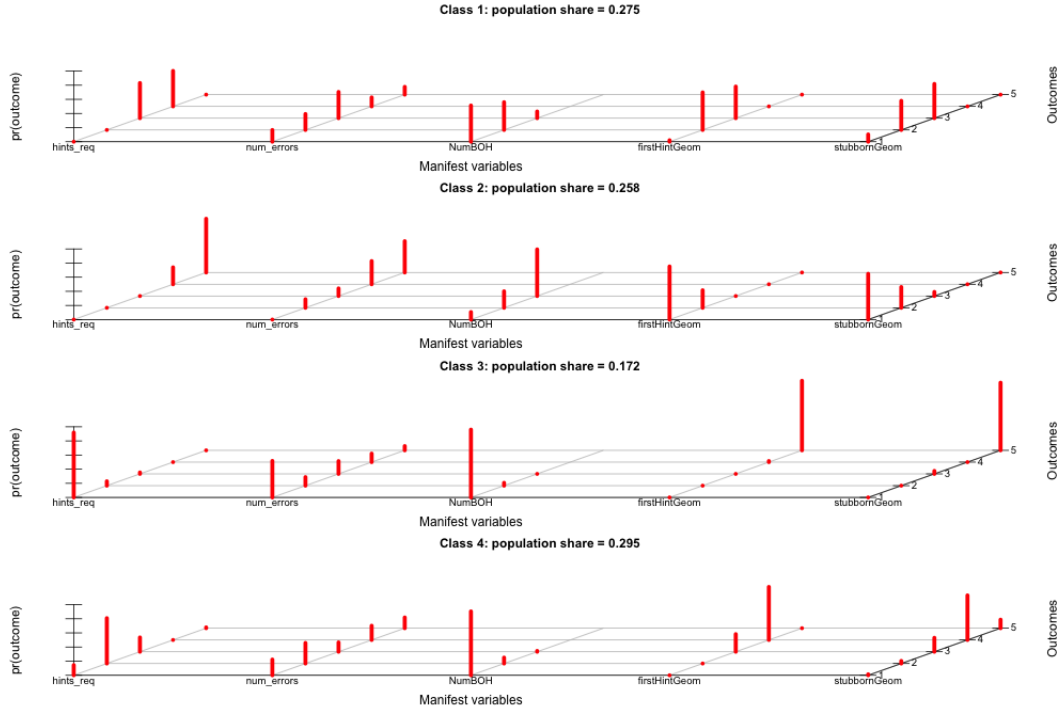 Class 1: population share = 0.275
pr(outcome)
Outcomes
5
4
3
2
1
hints_req num_errors NumBOH firstHintGeom stubbornGeom
Manifest variables
Class 2: population share = 0.258
pr(outcome)
Outcomes
5
4
3
2
1
hints_req num_errors NumBOH firstHintGeom stubbornGeom
Manifest variables
Class 3: population share = 0.172
pr(outcome)
Outcomes
5
4
3
2
1
hints_req num_errors NumBOH firstHintGeom stubbornGeom
Manifest variables
Class 4: population share = 0.295
pr(outcome)
Outcomes
5
4
3
2
1
hints_req num_errors NumBOH firstHintGeom stubbornGeom
Manifest variables